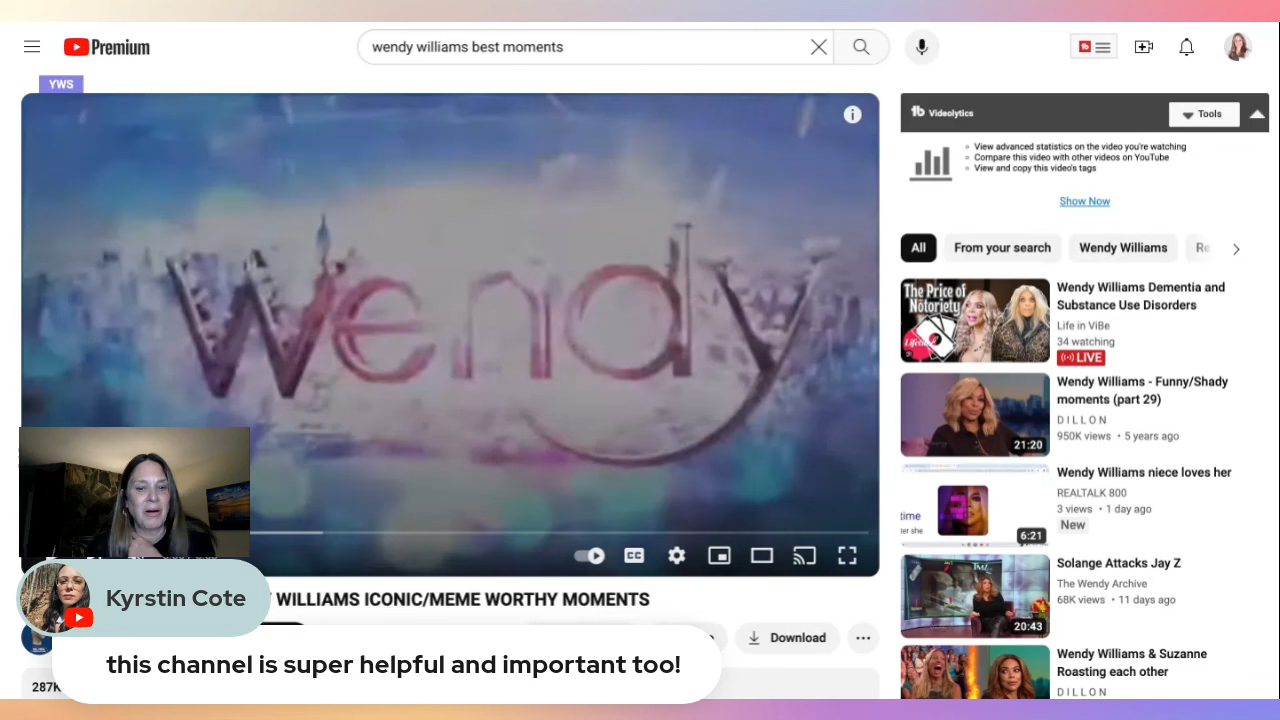 Premium
wendy williams best moments
YWS
wendy
tb Videolytics
Tools
View advanced statistics on the video you're watching
Compare this video with other videos on YouTube
View and copy this video's tags
Show Now
All
From your search
Wendy Williams
Re
The Price of
Notoriety
Lifetime
Wendy Williams Dementia and
Substance Use Disorders
Life in ViBe
34 watching
LIVE
Wendy Williams - Funny/Shady
moments (part 29)
D I L L O N
950K views • 5 years ago
21:20
Wendy Williams niece loves her
REALTALK 800
3 views • 1 day ago
New
6:21
Solange Attacks Jay Z
The Wendy Archive
68K views • 11 days ago
20:43
Wendy Williams & Suzanne
Roasting each other
D I L L O N
CC
WILLIAMS ICONIC/MEME WORTHY MOMENTS
Download
Kyrstin Cote
this channel is super helpful and important too!
287K